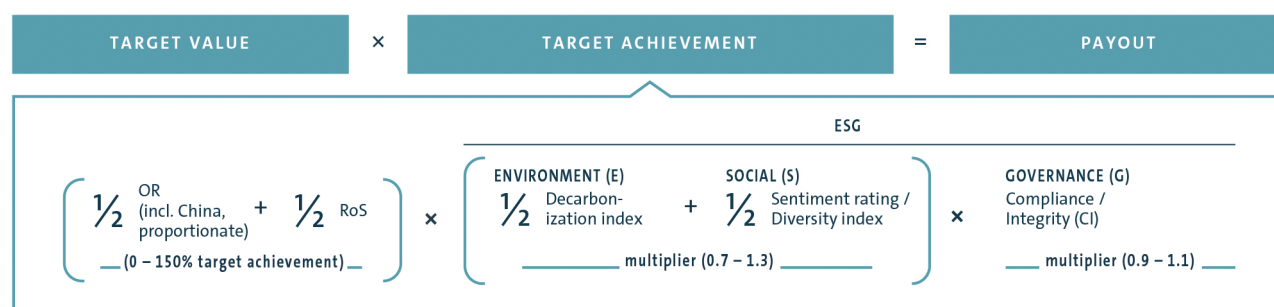 TARGET VALUE × TARGET ACHIEVEMENT = PAYOUT
ESG
ENVIRONMENT (E) SOCIAL (S) GOVERNANCE (G)
½ OR
(incl. China,
proportionate) + ½ RoS × ½ Decarbon-
ization index + ½ Sentiment rating /
Diversity index × Compliance /
Integrity (CI)
(0 – 150% target achievement) multiplier (0.7 – 1.3) multiplier (0.9 – 1.1)